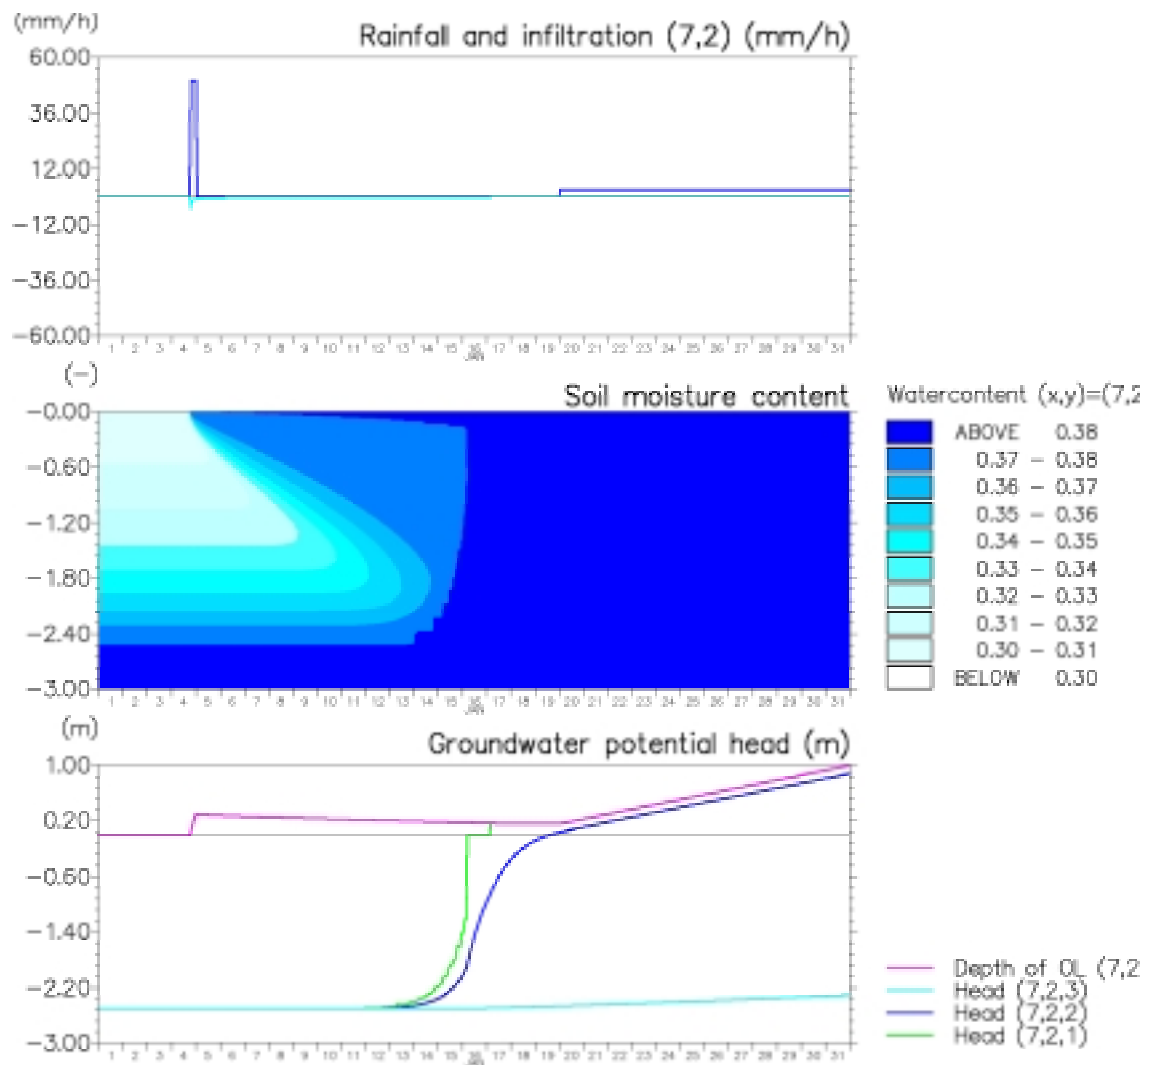 (mm/h)
Rainfall and infiltration (7,2) (mm/h)
60.00
36.00
12.00
-12.00
-36.00
-60.00
1 2 3 4 5 6 7 8 9 10 11 12 13 14 15 16 17 18 19 20 21 22 23 24 25 26 27 28 29 30 31
JAN
(-)
Soil moisture content
-0.00
-0.60
-1.20
-1.80
-2.40
-3.00
1 2 3 4 5 6 7 8 9 10 11 12 13 14 15 16 17 18 19 20 21 22 23 24 25 26 27 28 29 30 31
JAN
Watercontent (x,y)=(7,2
ABOVE 0.38
0.37 - 0.38
0.36 - 0.37
0.35 - 0.36
0.34 - 0.35
0.33 - 0.34
0.32 - 0.33
0.31 - 0.32
0.30 - 0.31
BELOW 0.30
(m)
Groundwater potential head (m)
1.00
0.20
-0.60
-1.40
-2.20
-3.00
1 2 3 4 5 6 7 8 9 10 11 12 13 14 15 16 17 18 19 20 21 22 23 24 25 26 27 28 29 30 31
JAN
Depth of OL (7,2
Head (7,2,3)
Head (7,2,2)
Head (7,2,1)